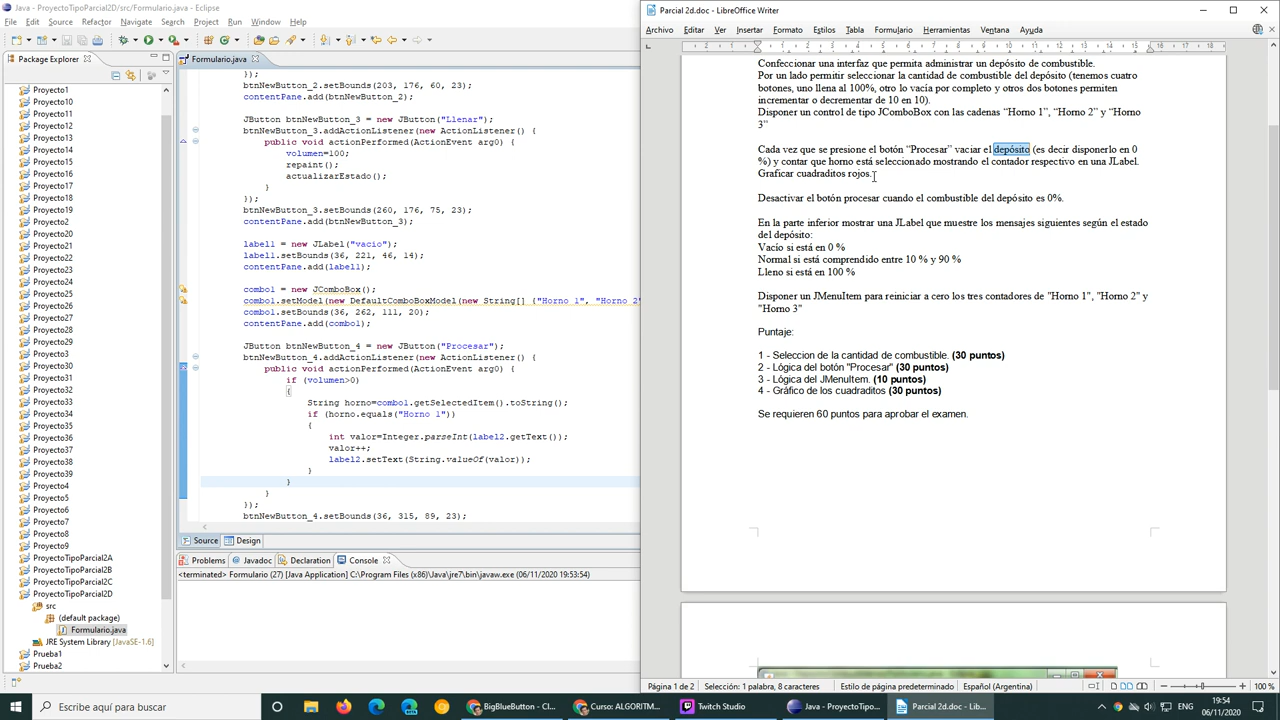 Java - ProyectoTipoParcial2D/src/Formulario.java - Eclipse
File Edit Source Refactor Navigate Search Project Run Window Help
Package Explorer
Proyecto1
Proyecto10
Proyecto11
Proyecto12
Proyecto13
Proyecto14
Proyecto15
Proyecto16
Proyecto17
Proyecto18
Proyecto19
Proyecto2
Proyecto20
Proyecto21
Proyecto22
Proyecto23
Proyecto24
Proyecto25
Proyecto26
Proyecto27
Proyecto28
Proyecto29
Proyecto3
Proyecto30
Proyecto31
Proyecto32
Proyecto33
Proyecto34
Proyecto35
Proyecto36
Proyecto37
Proyecto38
Proyecto39
Proyecto4
Proyecto5
Proyecto6
Proyecto7
Proyecto8
Proyecto9
ProyectoTipoParcial2A
ProyectoTipoParcial2B
ProyectoTipoParcial2C
ProyectoTipoParcial2D
src
(default package)
Formulario.java
JRE System Library [JavaSE-1.6]
Prueba1
Prueba2
Formulario.java
});
btnNewButton_2.setBounds(203, 176, 60, 23);
contentPane.add(btnNewButton_2);
JButton btnNewButton_3 = new JButton("Llenar");
btnNewButton_3.addActionListener(new ActionListener() {
public void actionPerformed(ActionEvent arg0) {
volumen=100;
repaint();
actualizarEstado();
}
});
btnNewButton_3.setBounds(260, 176, 75, 23);
contentPane.add(btnNewButton_3);
label1 = new JLabel("vacio");
label1.setBounds(36, 221, 46, 14);
contentPane.add(label1);
combo1 = new JComboBox();
combo1.setModel(new DefaultComboBoxModel(new String[] {"Horno 1", "Horno 2"
combo1.setBounds(36, 262, 111, 20);
contentPane.add(combo1);
JButton btnNewButton_4 = new JButton("Procesar");
btnNewButton_4.addActionListener(new ActionListener() {
public void actionPerformed(ActionEvent arg0) {
if (volumen>0)
{
String horno=combo1.getSelectedItem().toString();
if (horno.equals("Horno 1"))
{
int valor=Integer.parseInt(label2.getText());
valor++;
label2.setText(String.valueOf(valor));
}
}
}
});
btnNewButton_4.setBounds(36, 315, 89, 23);
Source Design
Problems Javadoc Declaration Console
<terminated> Formulario (27) [Java Application] C:\Program Files (x86)\Java\jre7\bin\javaw.exe (06/11/2020 19:53:54)
Parcial 2d.doc - LibreOffice Writer
Archivo Editar Ver Insertar Formato Estilos Tabla Formulario Herramientas Ventana Ayuda
Confeccionar una interfaz que permita administrar un depósito de combustible.
Por un lado permitir seleccionar la cantidad de combustible del depósito (tenemos cuatro
botones, uno llena al 100%, otro lo vacía por completo y otros dos botones permiten
incrementar o decrementar de 10 en 10).
Disponer un control de tipo JComboBox con las cadenas “Horno 1”, “Horno 2” y “Horno
3”
Cada vez que se presione el botón “Procesar” vaciar el depósito (es decir disponerlo en 0
%) y contar que horno está seleccionado mostrando el contador respectivo en una JLabel.
Graficar cuadraditos rojos.
Desactivar el botón procesar cuando el combustible del depósito es 0%.
En la parte inferior mostrar una JLabel que muestre los mensajes siguientes según el estado
del depósito:
Vacío si está en 0 %
Normal si está comprendido entre 10 % y 90 %
Lleno si está en 100 %
Disponer un JMenuItem para reiniciar a cero los tres contadores de "Horno 1", "Horno 2" y
"Horno 3"
Puntaje:
1 - Seleccion de la cantidad de combustible. (30 puntos)
2 - Lógica del botón "Procesar" (30 puntos)
3 - Lógica del JMenuItem. (10 puntos)
4 - Gráfico de los cuadraditos (30 puntos)
Se requieren 60 puntos para aprobar el examen.
Página 1 de 2 Selección: 1 palabra, 8 caracteres Estilo de página predeterminado Español (Argentina) 100 %
Escribe aquí para buscar
BigBlueButton - Cl...
Curso: ALGORITM...
Twitch Studio
Java - ProyectoTipo...
Parcial 2d.doc - Lib...
19:54
06/11/2020